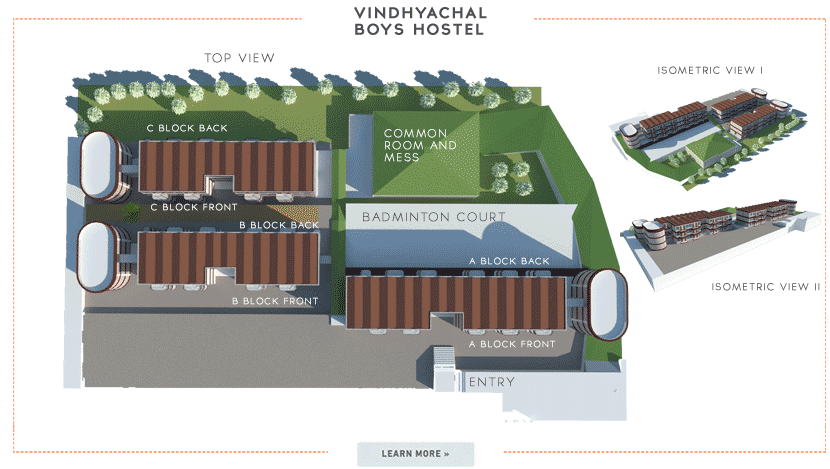 VINDHYACHAL
BOYS HOSTEL
TOP VIEW
ISOMETRIC VIEW I
C BLOCK BACK
COMMON
ROOM AND
MESS
C BLOCK FRONT
BADMINTON COURT
B BLOCK BACK
A BLOCK BACK
ISOMETRIC VIEW II
B BLOCK FRONT
A BLOCK FRONT
ENTRY
LEARN MORE »